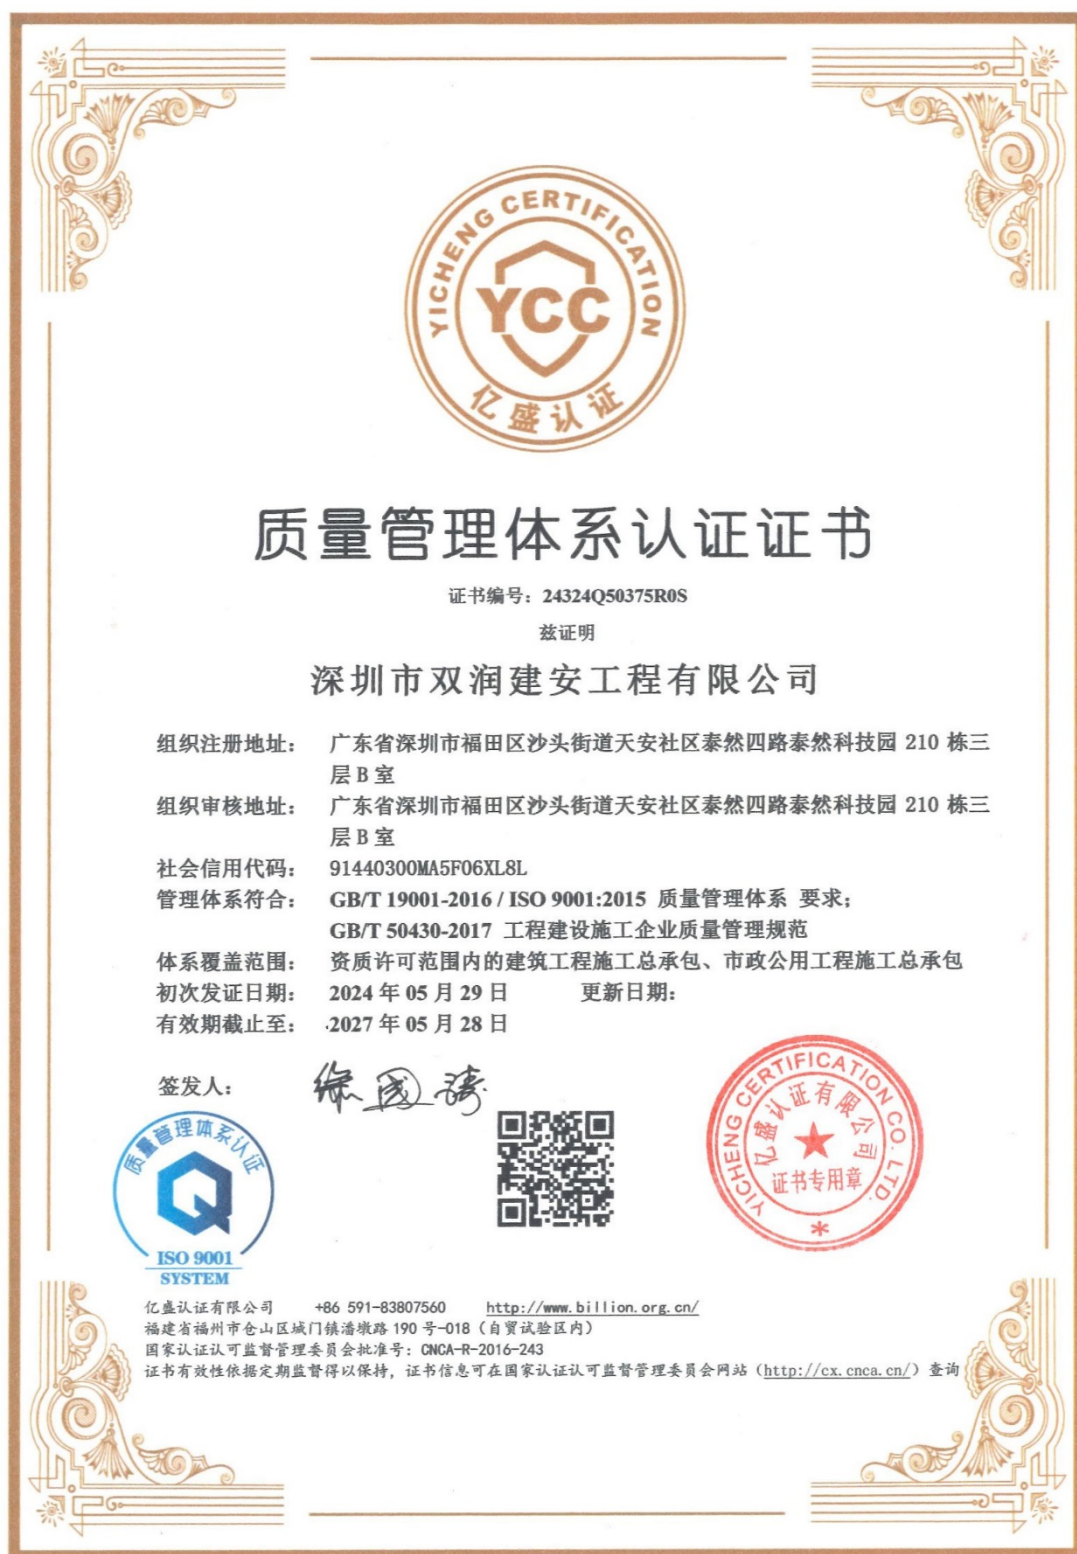 YICHENG CERTIFICATION
YCC
亿盛认证
质量管理体系认证证书
证书编号：24324Q50375R0S
兹证明
深圳市双润建安工程有限公司
组织注册地址： 广东省深圳市福田区沙头街道天安社区泰然四路泰然科技园 210 栋三
层 B 室
组织审核地址： 广东省深圳市福田区沙头街道天安社区泰然四路泰然科技园 210 栋三
层 B 室
社会信用代码： 91440300MA5F06XL8L
管理体系符合： GB/T 19001-2016 / ISO 9001:2015 质量管理体系 要求；
GB/T 50430-2017 工程建设施工企业质量管理规范
体系覆盖范围： 资质许可范围内的建筑工程施工总承包、市政公用工程施工总承包
初次发证日期： 2024 年 05 月 29 日 更新日期：
有效期截止至： 2027 年 05 月 28 日
签发人： 徐国涛
质量管理体系认证
Q
ISO 9001
SYSTEM
YICHENG CERTIFICATION CO. LTD.
亿盛认证有限公司
证书专用章
亿盛认证有限公司 +86 591-83807560 http://www.billion.org.cn/
福建省福州市仓山区城门镇潘墩路 190 号-018（自贸试验区内）
国家认证认可监督管理委员会批准号：CNCA-R-2016-243
证书有效性依据定期监督得以保持，证书信息可在国家认证认可监督管理委员会网站（http://cx.cnca.cn/）查询